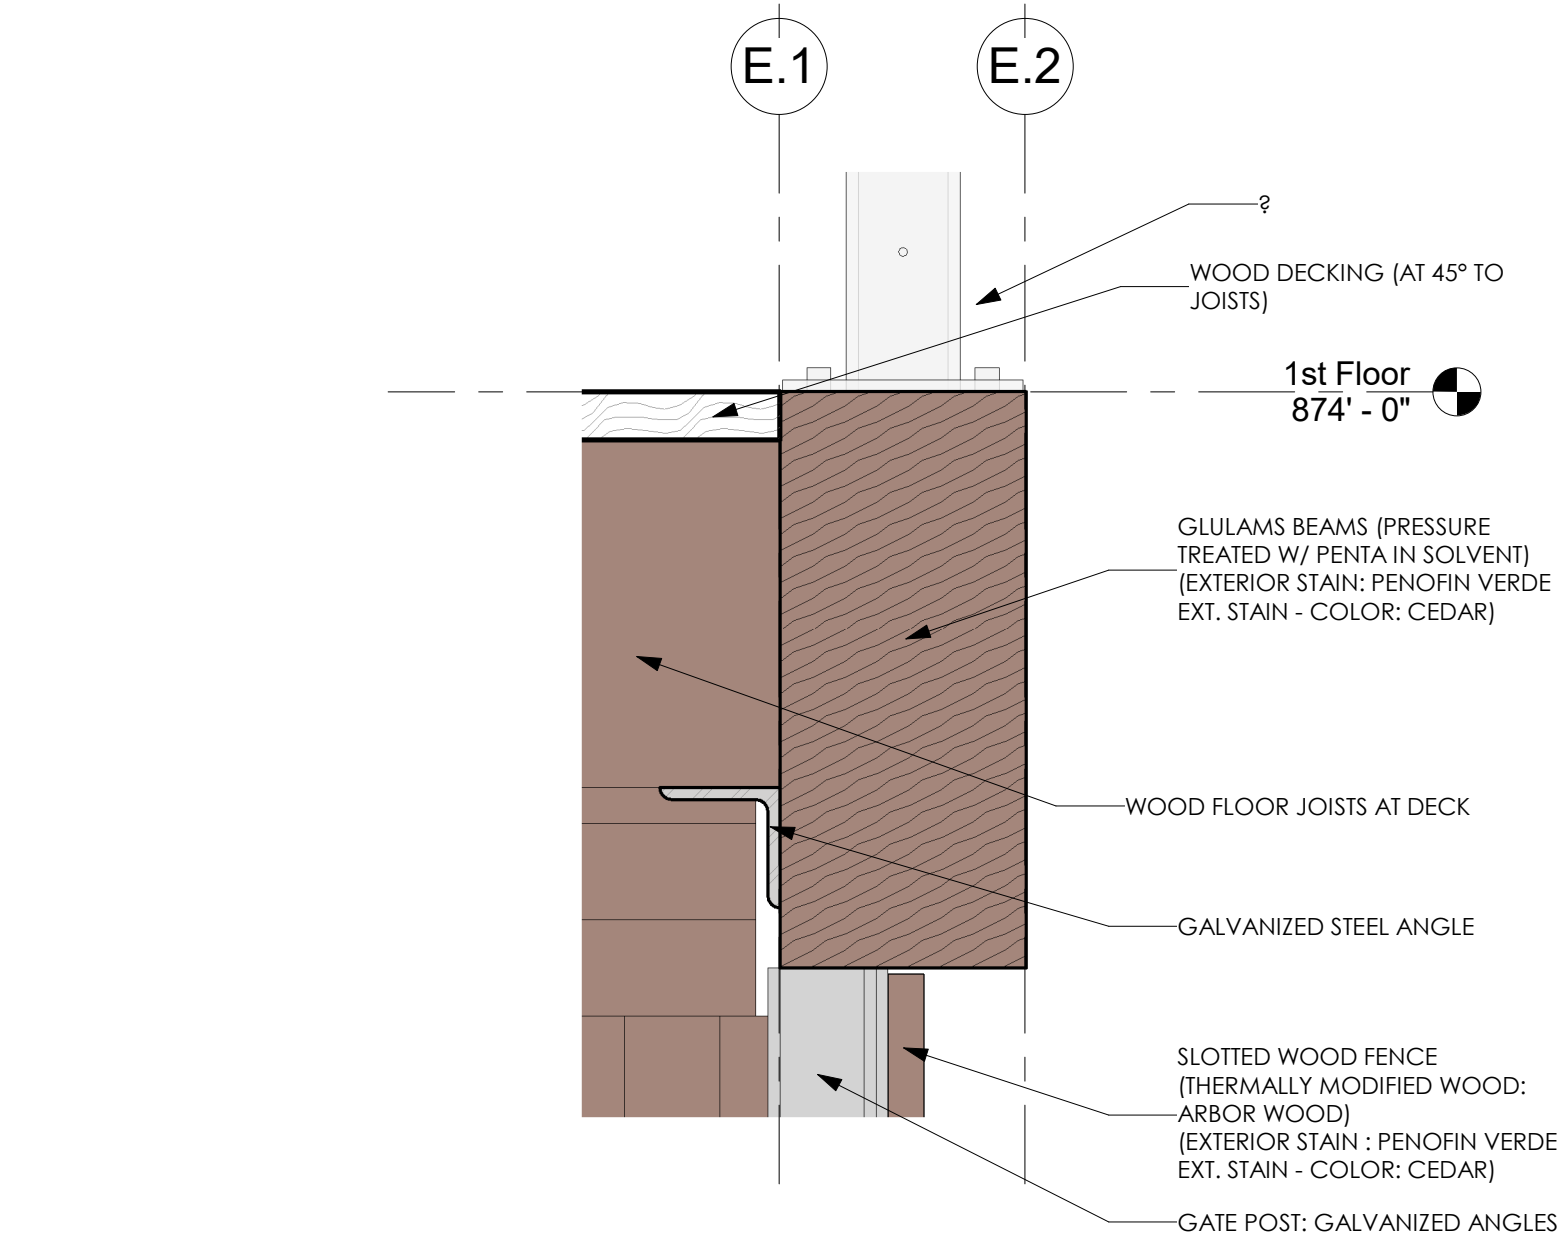 E.1
E.2
?
WOOD DECKING (AT 45° TO
JOISTS)
1st Floor
874' - 0"
GLULAMS BEAMS (PRESSURE
TREATED W/ PENTA IN SOLVENT)
(EXTERIOR STAIN: PENOFIN VERDE
EXT. STAIN - COLOR: CEDAR)
WOOD FLOOR JOISTS AT DECK
GALVANIZED STEEL ANGLE
SLOTTED WOOD FENCE
(THERMALLY MODIFIED WOOD:
ARBOR WOOD)
(EXTERIOR STAIN : PENOFIN VERDE
EXT. STAIN - COLOR: CEDAR)
GATE POST: GALVANIZED ANGLES